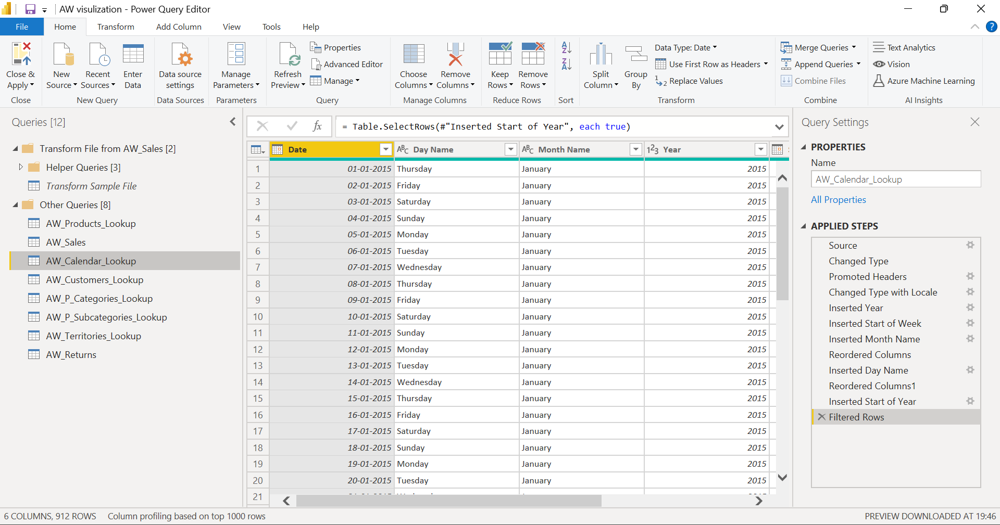 AW visulization - Power Query Editor
File Home Transform Add Column View Tools Help ?
Close & Apply
Close
New Source
Recent Sources
Enter Data
New Query
Data source settings
Data Sources
Manage Parameters
Parameters
Refresh Preview
Properties
Advanced Editor
Manage
Query
Choose Columns
Remove Columns
Manage Columns
Keep Rows
Remove Rows
Reduce Rows
A Z
Z A
Sort
Split Column
Group By
Data Type: Date
Use First Row as Headers
1 2 Replace Values
Transform
Merge Queries
Append Queries
Combine Files
Combine
Text Analytics
Vision
Azure Machine Learning
AI Insights
Queries [12]
Transform File from AW_Sales [2]
Helper Queries [3]
Transform Sample File
Other Queries [8]
AW_Products_Lookup
AW_Sales
AW_Calendar_Lookup
AW_Customers_Lookup
AW_P_Categories_Lookup
AW_P_Subcategories_Lookup
AW_Territories_Lookup
AW_Returns
fx = Table.SelectRows(#"Inserted Start of Year", each true)
Date ABC Day Name ABC Month Name 123 Year
1 01-01-2015 Thursday January 2015
2 02-01-2015 Friday January 2015
3 03-01-2015 Saturday January 2015
4 04-01-2015 Sunday January 2015
5 05-01-2015 Monday January 2015
6 06-01-2015 Tuesday January 2015
7 07-01-2015 Wednesday January 2015
8 08-01-2015 Thursday January 2015
9 09-01-2015 Friday January 2015
10 10-01-2015 Saturday January 2015
11 11-01-2015 Sunday January 2015
12 12-01-2015 Monday January 2015
13 13-01-2015 Tuesday January 2015
14 14-01-2015 Wednesday January 2015
15 15-01-2015 Thursday January 2015
16 16-01-2015 Friday January 2015
17 17-01-2015 Saturday January 2015
18 18-01-2015 Sunday January 2015
19 19-01-2015 Monday January 2015
20 20-01-2015 Tuesday January 2015
21
Query Settings
PROPERTIES
Name
AW_Calendar_Lookup
All Properties
APPLIED STEPS
Source
Changed Type
Promoted Headers
Changed Type with Locale
Inserted Year
Inserted Start of Week
Inserted Month Name
Reordered Columns
Inserted Day Name
Reordered Columns1
Inserted Start of Year
Filtered Rows
6 COLUMNS, 912 ROWS Column profiling based on top 1000 rows PREVIEW DOWNLOADED AT 19:46